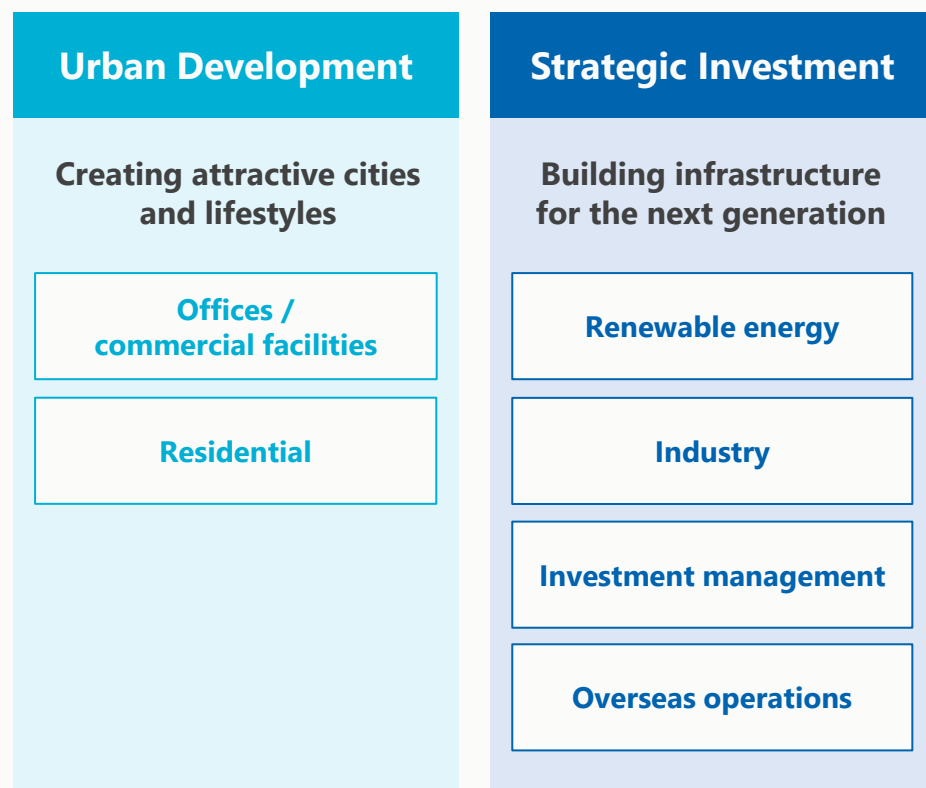 Urban Development
Creating attractive cities
and lifestyles
Offices /
commercial facilities
Residential
Strategic Investment
Building infrastructure
for the next generation
Renewable energy
Industry
Investment management
Overseas operations